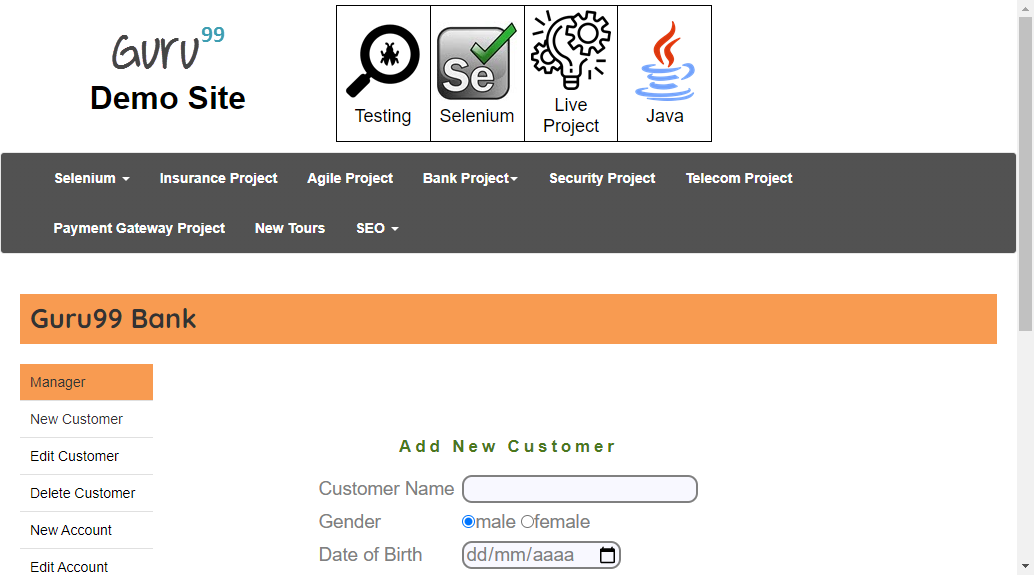 Guru99
Demo Site
Testing
Selenium
Live
Project
Java
Se
Selenium
Insurance Project
Agile Project
Bank Project
Security Project
Telecom Project
Payment Gateway Project
New Tours
SEO
Guru99 Bank
Manager
New Customer
Edit Customer
Delete Customer
New Account
Edit Account
Add New Customer
Customer Name
Gender male female
Date of Birth dd/mm/aaaa